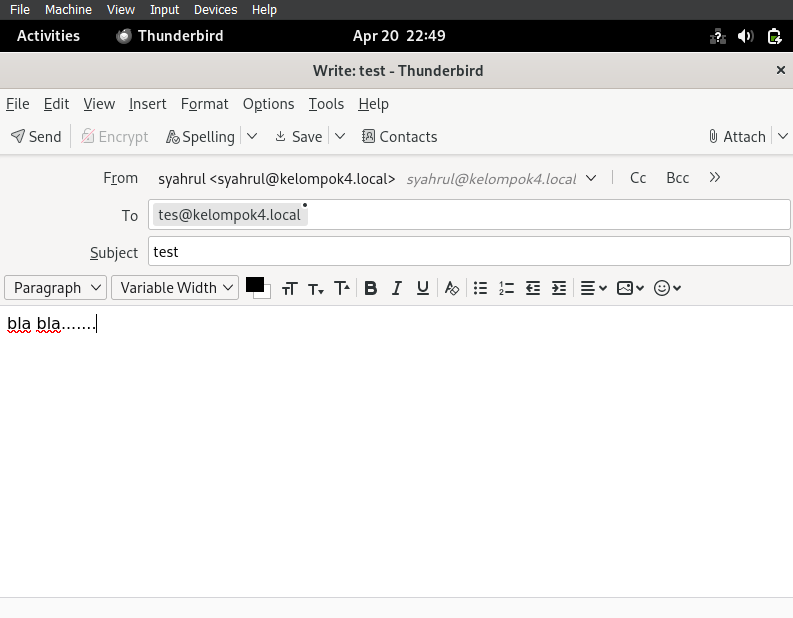 File Machine View Input Devices Help
Activities Thunderbird Apr 20 22:49
Write: test - Thunderbird
File Edit View Insert Format Options Tools Help
Send Encrypt Spelling Save Contacts Attach
From syahrul <syahrul@kelompok4.local> syahrul@kelompok4.local Cc Bcc
To tes@kelompok4.local
Subject test
Paragraph Variable Width
bla bla.......